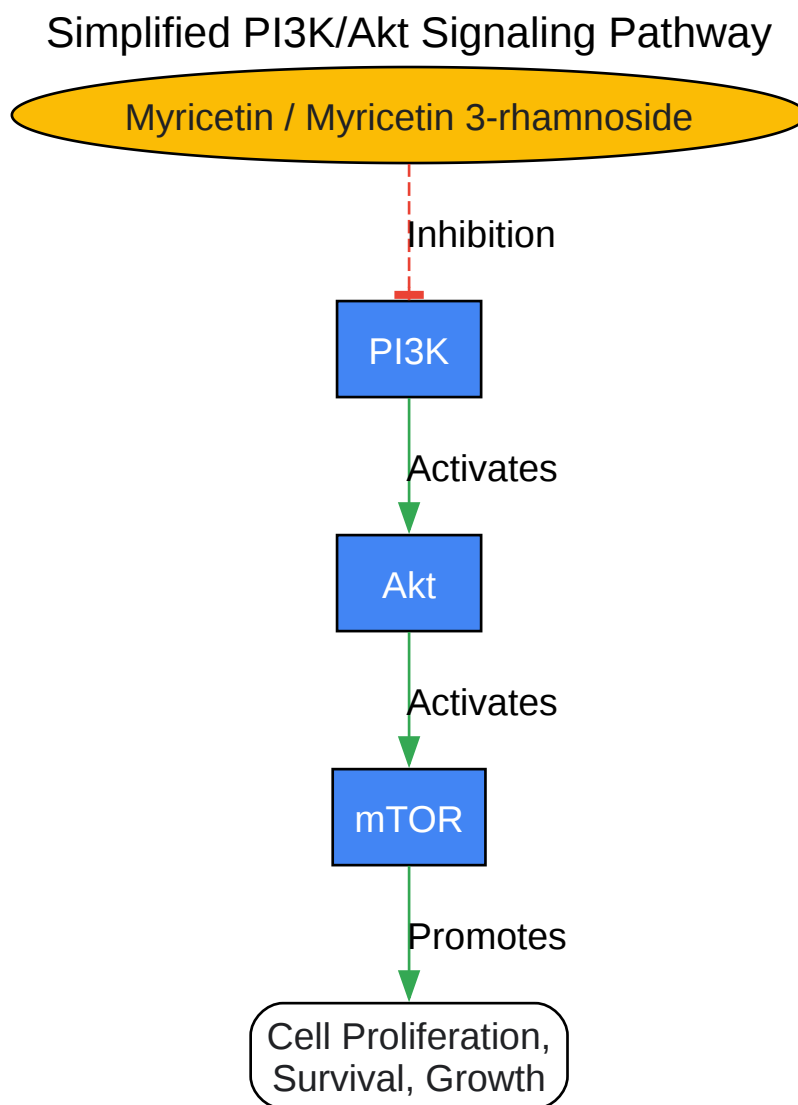 Simplified PI3K/Akt Signaling Pathway
Myricetin / Myricetin 3-rhamnoside
Inhibition
PI3K
Activates
Akt
Activates
mTOR
Promotes
Cell Proliferation,
Survival, Growth